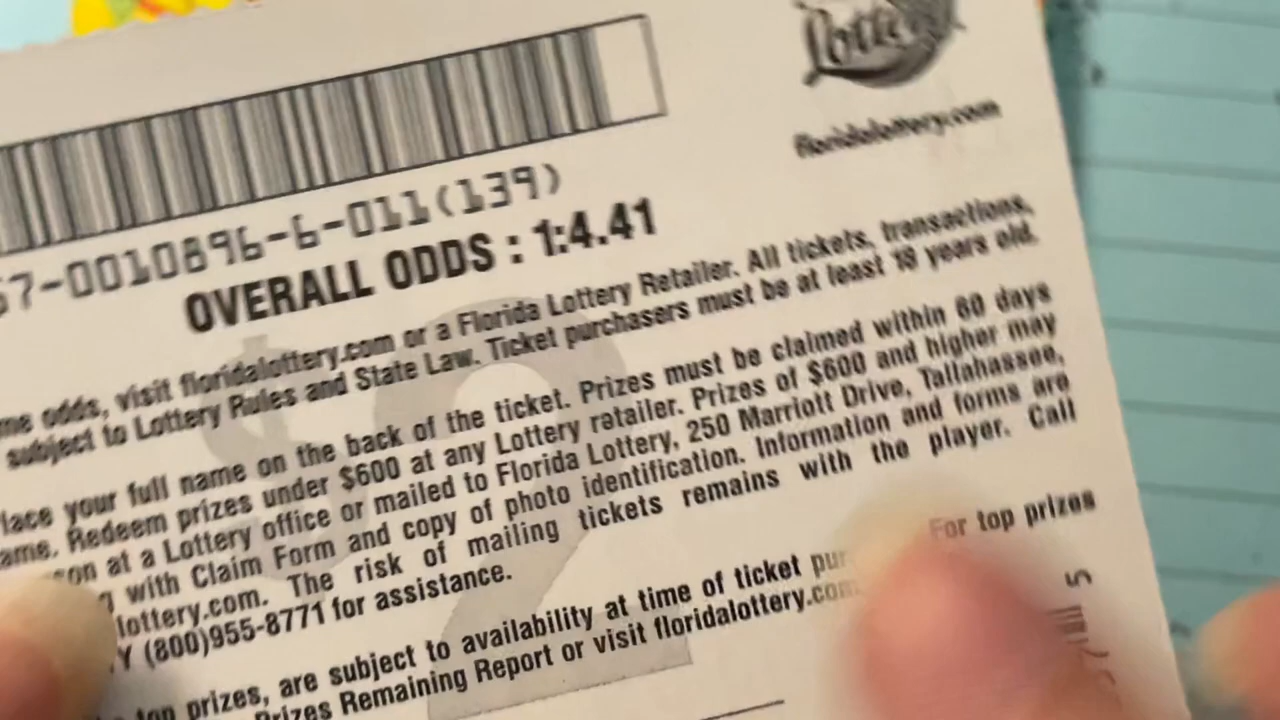 Lottery
floridalottery.com
57-0010896-6-011(139)
OVERALL ODDS : 1:4.41
odds, visit floridalottery.com or a Florida Lottery Retailer. All tickets, transactions,
subject to Lottery Rules and State Law. Ticket purchasers must be at least 18 years old.
your full name on the back of the ticket. Prizes must be claimed within 60 days
Redeem prizes under $600 at any Lottery retailer. Prizes of $600 and higher may
at a Lottery office or mailed to Florida Lottery, 250 Marriott Drive, Tallahassee,
with Claim Form and copy of photo identification. Information and forms are
lottery.com. The risk of mailing tickets remains with the player. Call
Y (800)955-8771 for assistance.
For top prizes
top prizes, are subject to availability at time of ticket pur
Prizes Remaining Report or visit floridalottery.com
$2